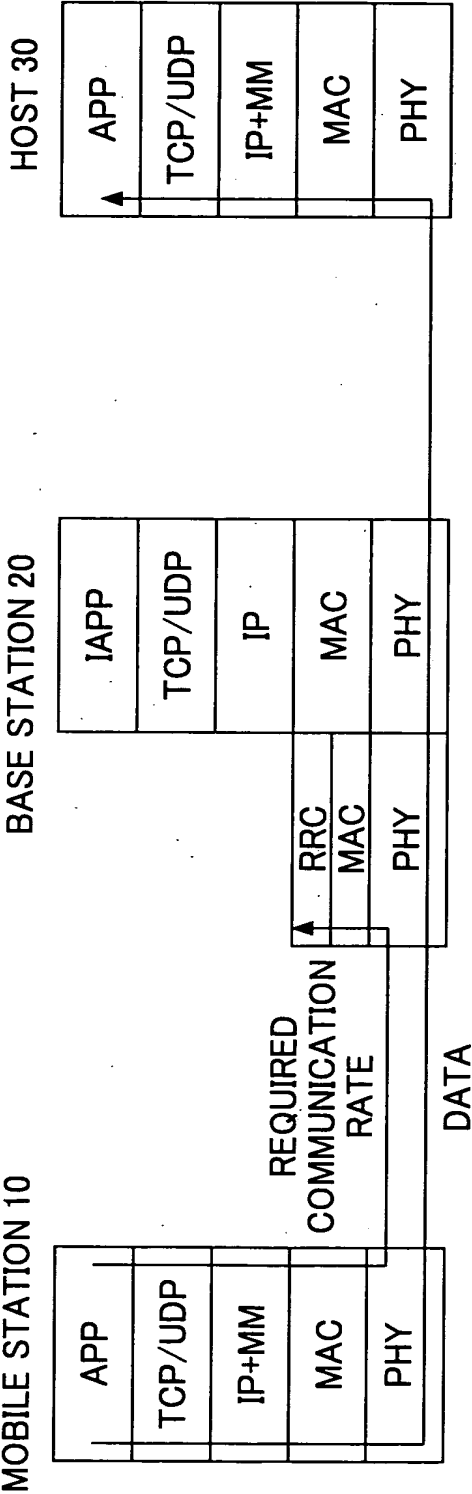 MOBILE STATION 10
APP
TCP/UDP
IP+MM
MAC
PHY
REQUIRED
COMMUNICATION
RATE
DATA
BASE STATION 20
RRC
MAC
PHY
IAPP
TCP/UDP
IP
MAC
PHY
HOST 30
APP
TCP/UDP
IP+MM
MAC
PHY